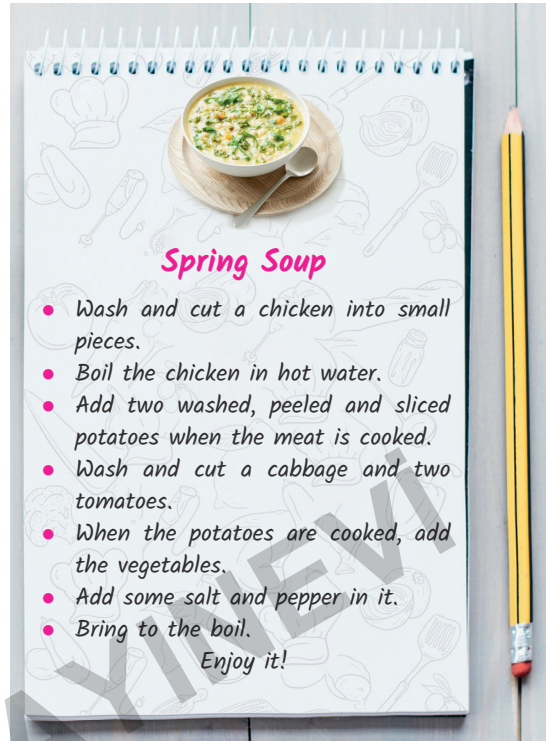 Spring Soup
● Wash and cut a chicken into small
pieces.
● Boil the chicken in hot water.
● Add two washed, peeled and sliced
potatoes when the meat is cooked.
● Wash and cut a cabbage and two
tomatoes.
● When the potatoes are cooked, add
the vegetables.
● Add some salt and pepper in it.
● Bring to the boil.
Enjoy it!
AYINEVİ